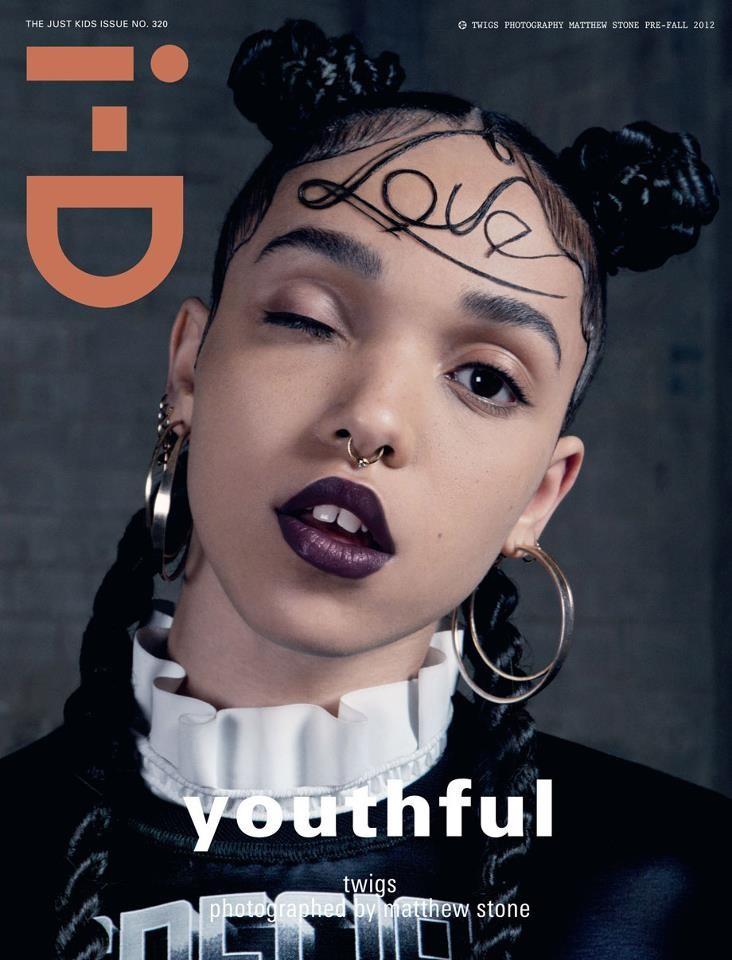 THE JUST KIDS ISSUE NO. 320
TWIGS PHOTOGRAPHY MATTHEW STONE PRE-FALL 2012
i-D
Love
youthful
twigs
photographed by matthew stone